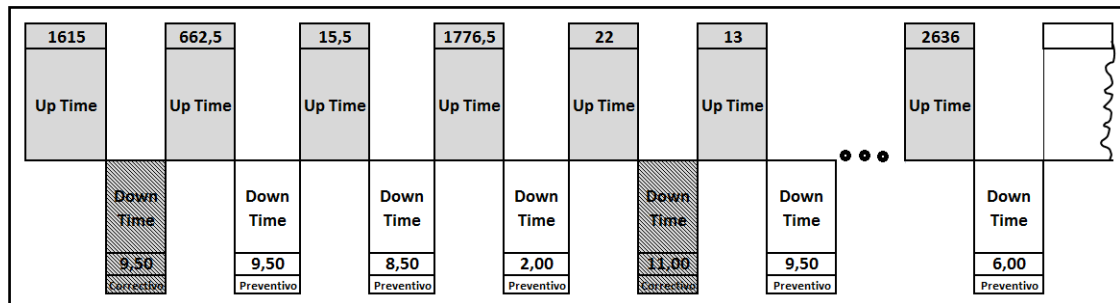 1615 662,5 15,5 1776,5 22 13 2636
Up Time Up Time Up Time Up Time Up Time Up Time Up Time
Down Down Down Down Down Down Down
Time Time Time Time Time Time Time
9,50 9,50 8,50 2,00 11,00 9,50 6,00
Correctivo Preventivo Preventivo Preventivo Correctivo Preventivo Preventivo